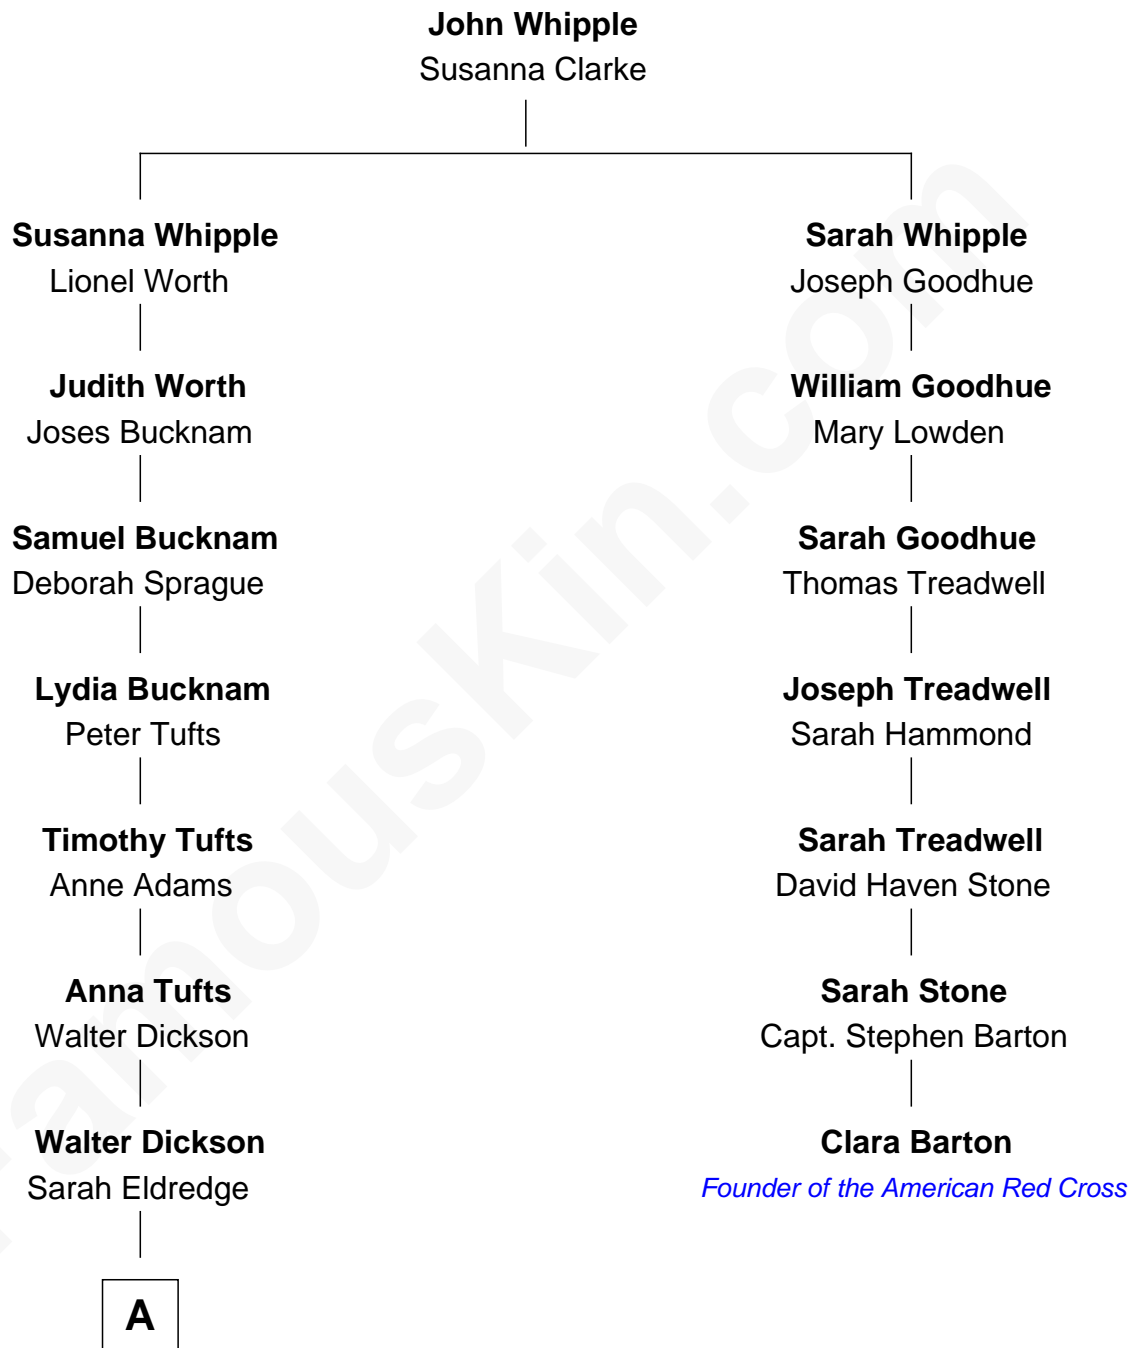 John Whipple
Susanna Clarke
Susanna Whipple
Lionel Worth
Judith Worth
Joses Bucknam
Samuel Bucknam
Deborah Sprague
Lydia Bucknam
Peter Tufts
Timothy Tufts
Anne Adams
Anna Tufts
Walter Dickson
Walter Dickson
Sarah Eldredge
A
Sarah Whipple
Joseph Goodhue
William Goodhue
Mary Lowden
Sarah Goodhue
Thomas Treadwell
Joseph Treadwell
Sarah Hammond
Sarah Treadwell
David Haven Stone
Sarah Stone
Capt. Stephen Barton
Clara Barton
Founder of the American Red Cross
FamousKin.com